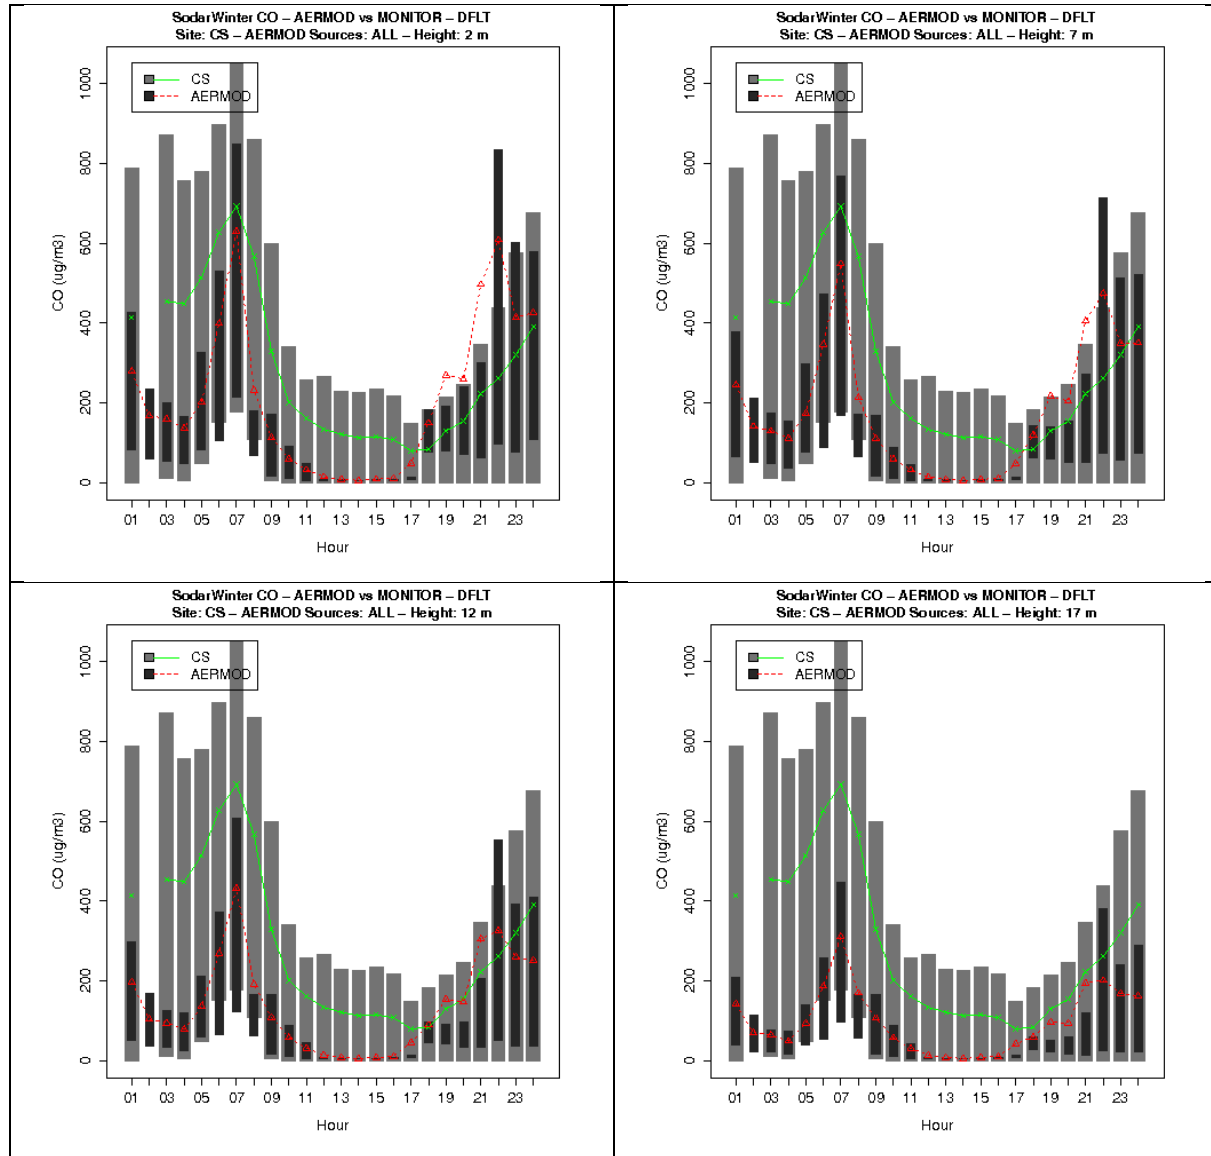 SodarWinter CO – AERMOD vs MONITOR – DFLT
Site: CS – AERMOD Sources: ALL – Height: 2 m
CS
AERMOD
CO (ug/m3)
0 200 400 600 800 1000
01 03 05 07 09 11 13 15 17 19 21 23
Hour
SodarWinter CO – AERMOD vs MONITOR – DFLT
Site: CS – AERMOD Sources: ALL – Height: 7 m
CS
AERMOD
CO (ug/m3)
0 200 400 600 800 1000
01 03 05 07 09 11 13 15 17 19 21 23
Hour
SodarWinter CO – AERMOD vs MONITOR – DFLT
Site: CS – AERMOD Sources: ALL – Height: 12 m
CS
AERMOD
CO (ug/m3)
0 200 400 600 800 1000
01 03 05 07 09 11 13 15 17 19 21 23
Hour
SodarWinter CO – AERMOD vs MONITOR – DFLT
Site: CS – AERMOD Sources: ALL – Height: 17 m
CS
AERMOD
CO (ug/m3)
0 200 400 600 800 1000
01 03 05 07 09 11 13 15 17 19 21 23
Hour